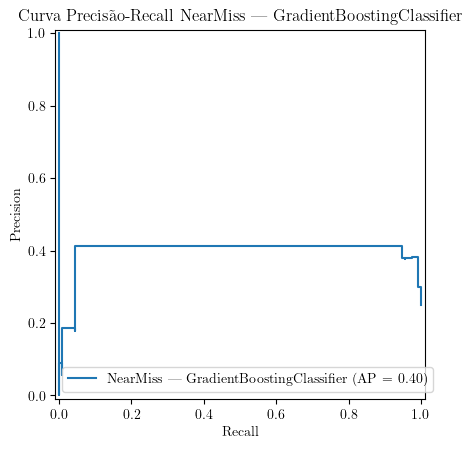 Curva Precisão-Recall NearMiss — GradientBoostingClassifier
1.0
0.8
0.6
0.4
0.2
0.0
Precision
NearMiss — GradientBoostingClassifier (AP = 0.40)
0.0 0.2 0.4 0.6 0.8 1.0
Recall